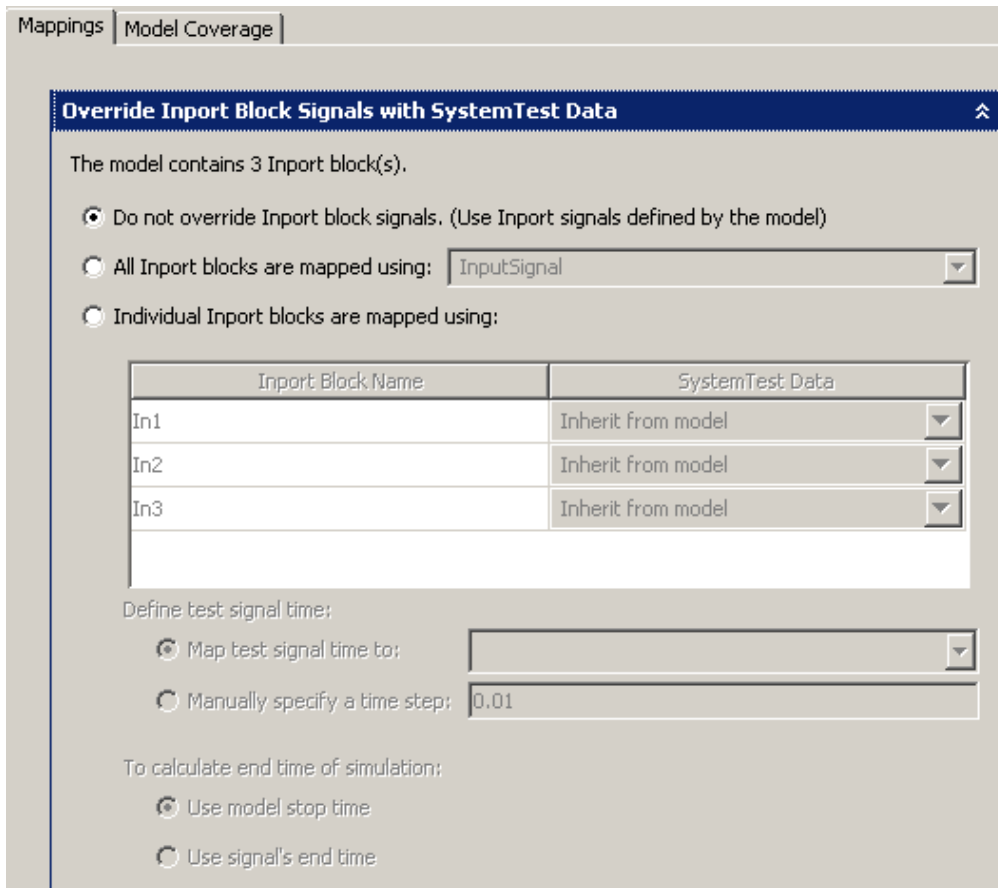 Mappings Model Coverage
Override Inport Block Signals with SystemTest Data
The model contains 3 Inport block(s).
Do not override Inport block signals. (Use Inport signals defined by the model)
All Inport blocks are mapped using: InputSignal
Individual Inport blocks are mapped using:
Inport Block Name SystemTest Data
In1 Inherit from model
In2 Inherit from model
In3 Inherit from model
Define test signal time:
Map test signal time to:
Manually specify a time step: 0.01
To calculate end time of simulation:
Use model stop time
Use signal's end time